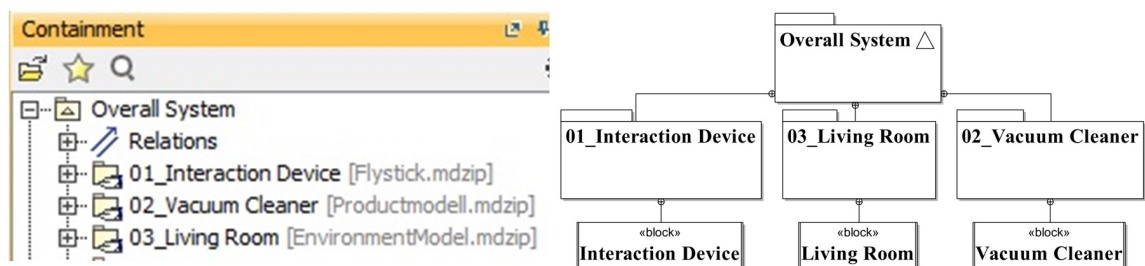 Containment
Overall System
Relations
01_Interaction Device [Flystick.mdzip]
02_Vacuum Cleaner [Productmodell.mdzip]
03_Living Room [EnvironmentModel.mdzip]
Overall System
01_Interaction Device
03_Living Room
02_Vacuum Cleaner
«block»
Interaction Device
«block»
Living Room
«block»
Vacuum Cleaner